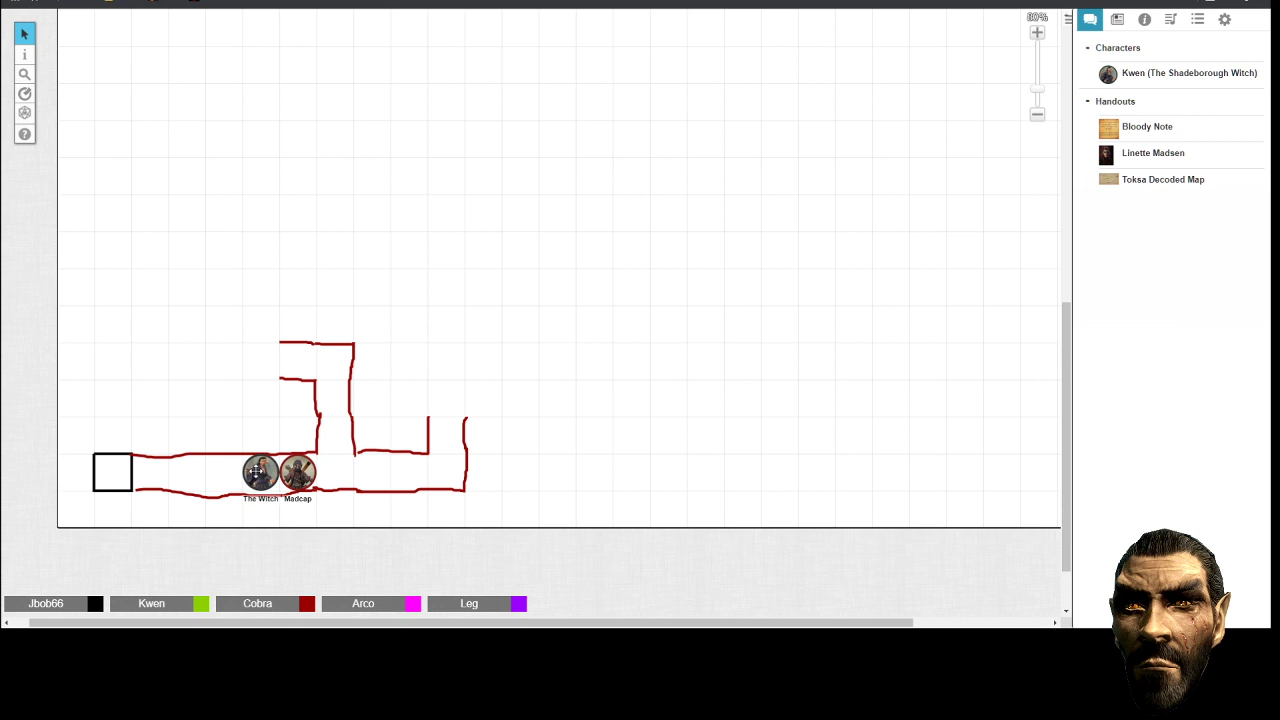 80%
Characters
Kwen (The Shadeborough Witch)
Handouts
Bloody Note
Linette Madsen
Toksa Decoded Map
The Witch Madcap
Jbob66 Kwen Cobra Arco Leg